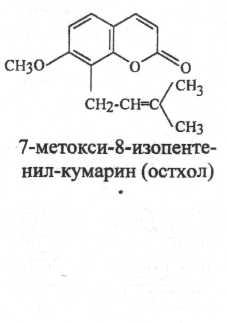 CH3O
O
O
CH3
CH2-CH=C
CH3
7-метокси-8-изопенте-
нил-кумарин (остхол)